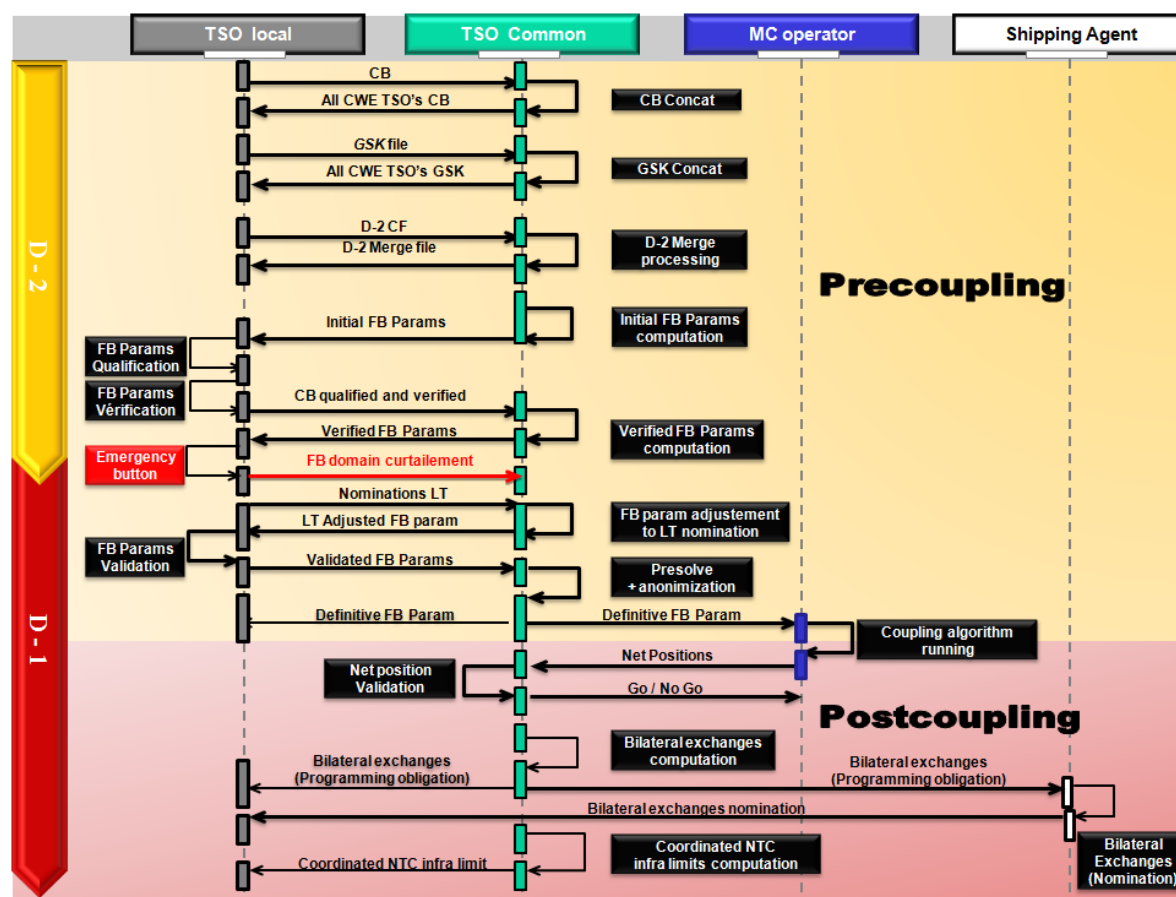 TSO local
TSO Common
MC operator
Shipping Agent
D - 2
D - 1
CB
All CWE TSO's CB
CB Concat
GSK file
All CWE TSO's GSK
GSK Concat
D-2 CF
D-2 Merge file
D-2 Merge
processing
Precoupling
Initial FB Params
Initial FB Params
computation
FB Params
Qualification
FB Params
Vérification
CB qualified and verified
Verified FB Params
Verified FB Params
computation
Emergency
button
FB domain curtailement
Nominations LT
LT Adjusted FB param
FB param adjustement
to LT nomination
FB Params
Validation
Validated FB Params
Presolve
+ anonimization
Definitive FB Param
Definitive FB Param
Coupling algorithm
running
Net Positions
Net position
Validation
Go / No Go
Postcoupling
Bilateral exchanges
computation
Bilateral exchanges
(Programming obligation)
Bilateral exchanges
(Programming obligation)
Bilateral exchanges nomination
Coordinated NTC
infra limits computation
Coordinated NTC infra limit
Bilateral
Exchanges
(Nomination)